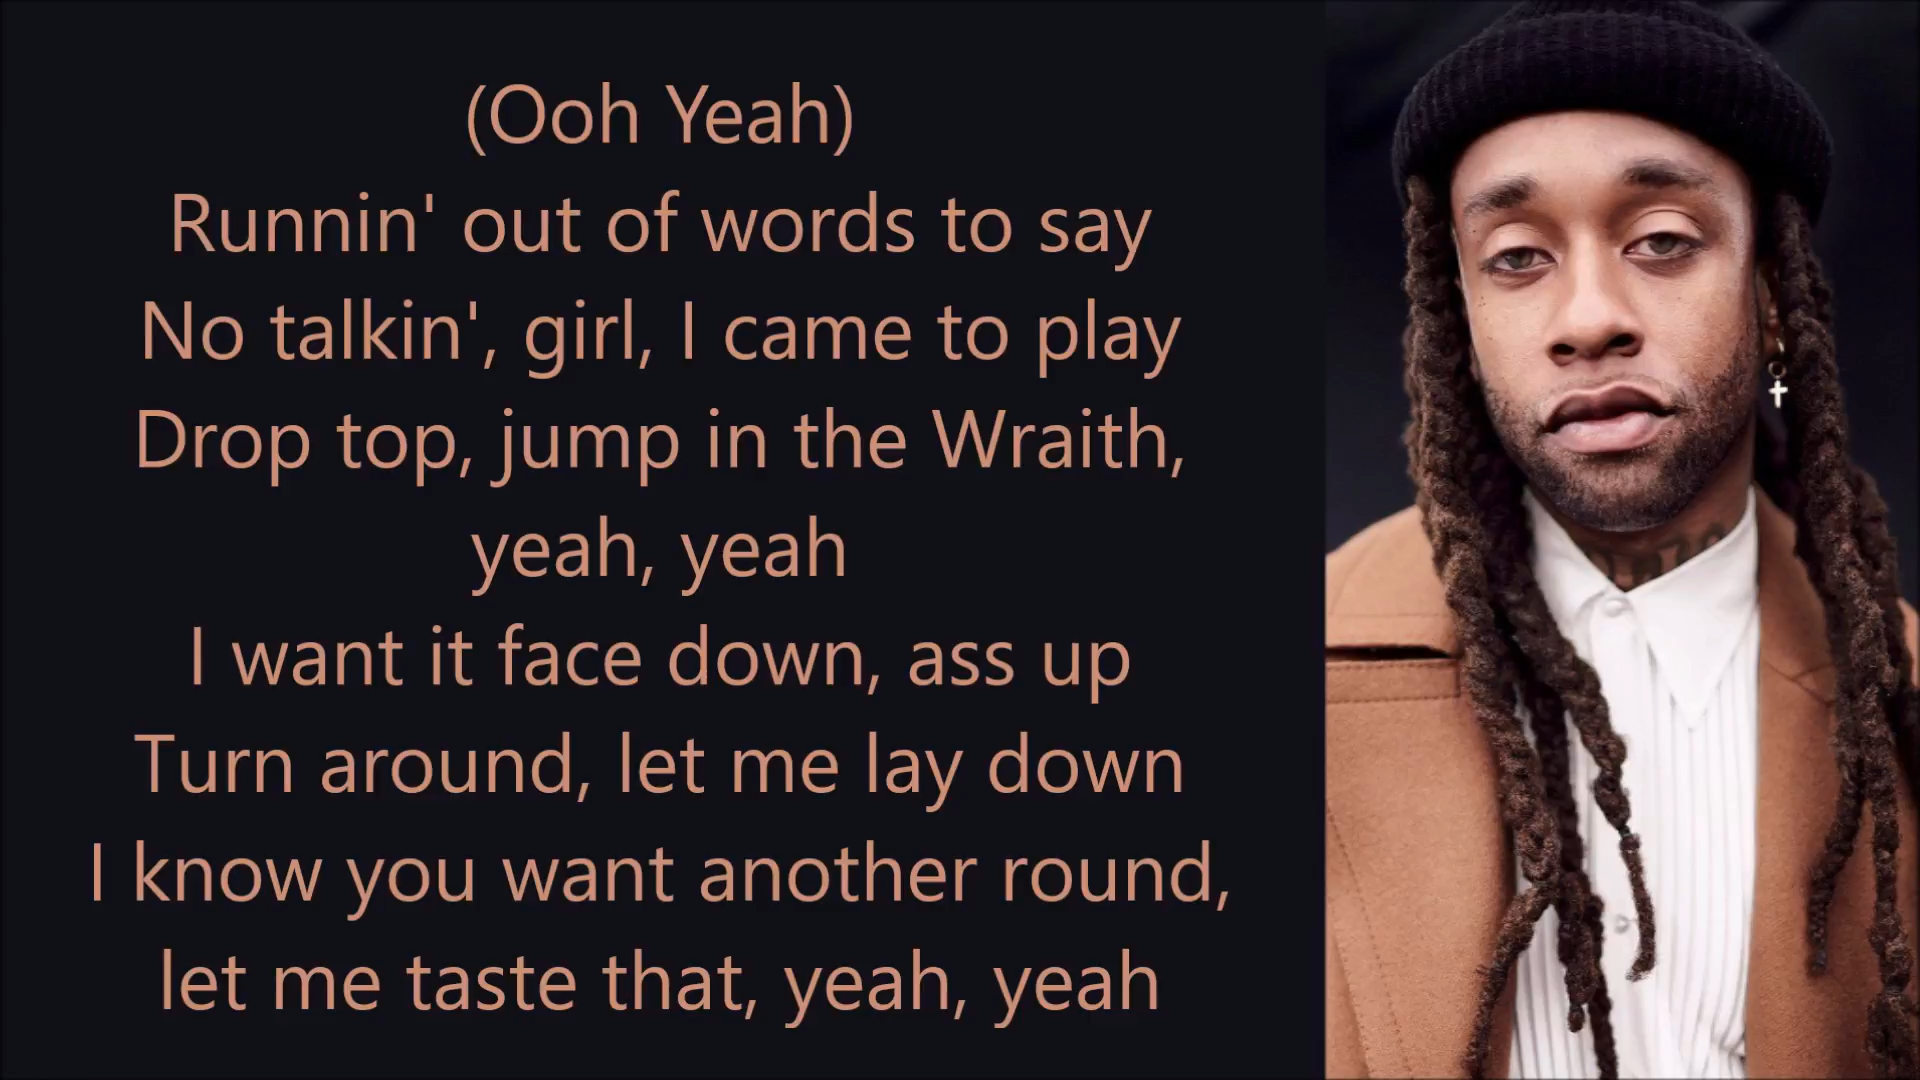 (Ooh Yeah)
Runnin' out of words to say
No talkin', girl, I came to play
Drop top, jump in the Wraith,
yeah, yeah
I want it face down, ass up
Turn around, let me lay down
I know you want another round,
let me taste that, yeah, yeah